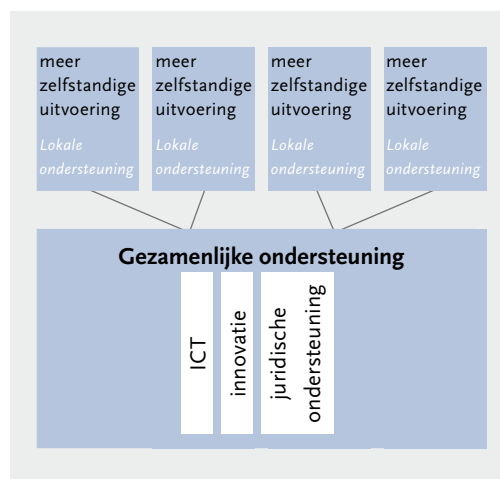 meer
zelfstandige
uitvoering
Lokale
ondersteuning
meer
zelfstandige
uitvoering
Lokale
ondersteuning
meer
zelfstandige
uitvoering
Lokale
ondersteuning
meer
zelfstandige
uitvoering
Lokale
ondersteuning
Gezamenlijke ondersteuning
ICT
innovatie
juridische
ondersteuning